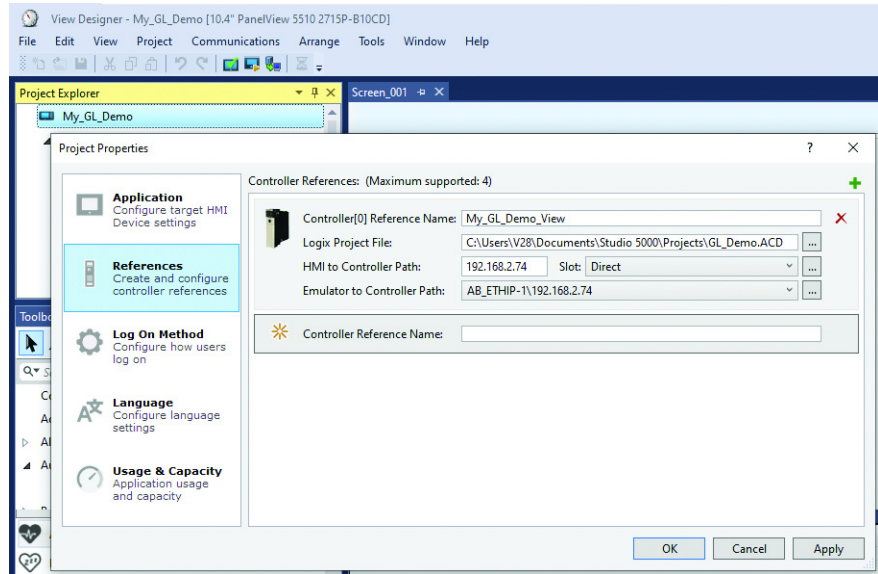 View Designer - My_GL_Demo [10.4" PanelView 5510 2715P-B10CD]
File Edit View Project Communications Arrange Tools Window Help
Project Explorer
Screen_001
My_GL_Demo
Project Properties
Application
Configure target HMI
Device settings
References
Create and configure
controller references
Log On Method
Configure how users
log on
Language
Configure language
settings
Usage & Capacity
Application usage
and capacity
Controller References: (Maximum supported: 4)
Controller[0] Reference Name: My_GL_Demo_View
Logix Project File: C:\Users\V28\Documents\Studio 5000\Projects\GL_Demo.ACD ...
HMI to Controller Path: 192.168.2.74 Slot: Direct ...
Emulator to Controller Path: AB_ETHIP-1\192.168.2.74 ...
Controller Reference Name:
OK Cancel Apply